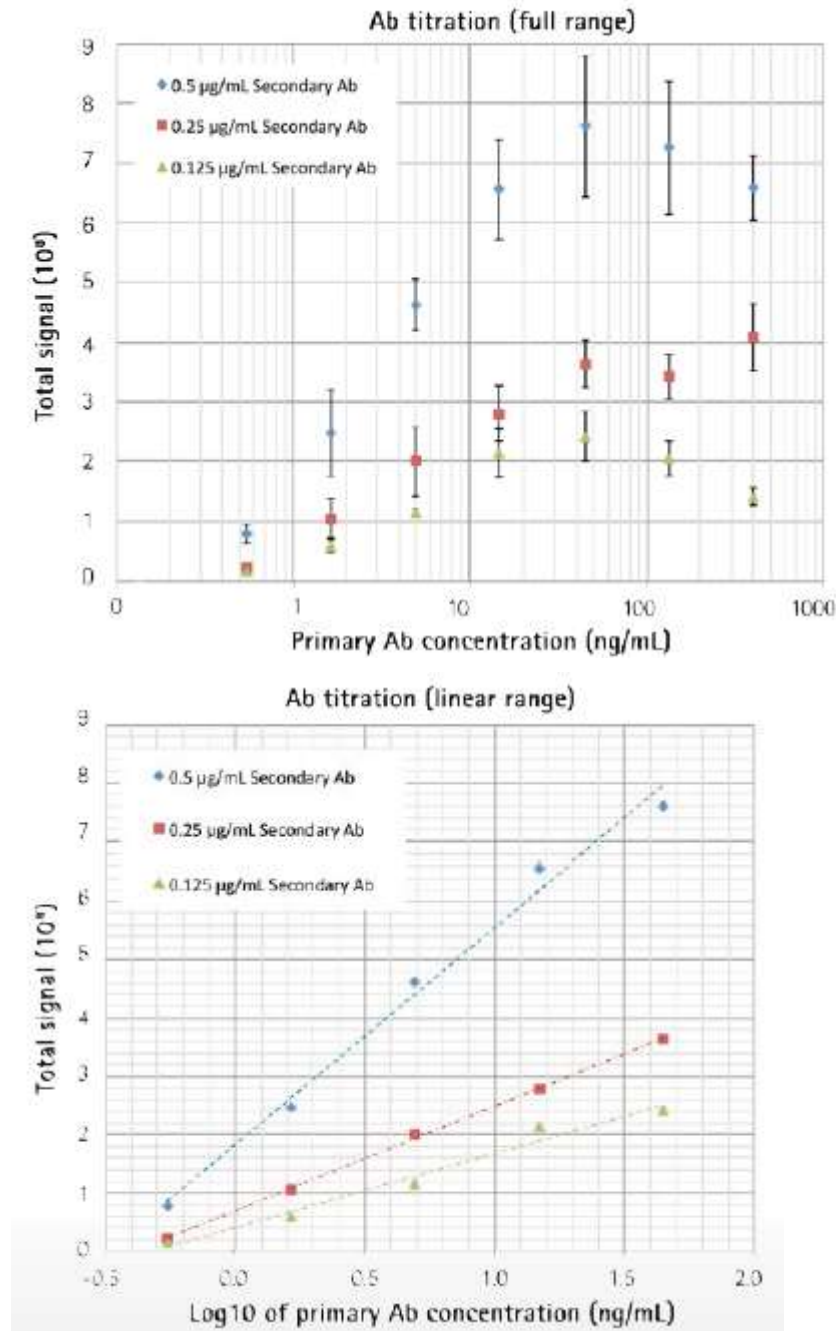 Ab titration (full range)
9
8
7
6
5
4
3
2
1
0
Total signal (10⁸)
0.5 µg/mL Secondary Ab
0.25 µg/mL Secondary Ab
0.125 µg/mL Secondary Ab
0 1 10 100 1000
Primary Ab concentration (ng/mL)
Ab titration (linear range)
9
8
7
6
5
4
3
2
1
0
Total signal (10⁸)
0.5 µg/mL Secondary Ab
0.25 µg/mL Secondary Ab
0.125 µg/mL Secondary Ab
-0.5 0.0 0.5 1.0 1.5 2.0
Log10 of primary Ab concentration (ng/mL)